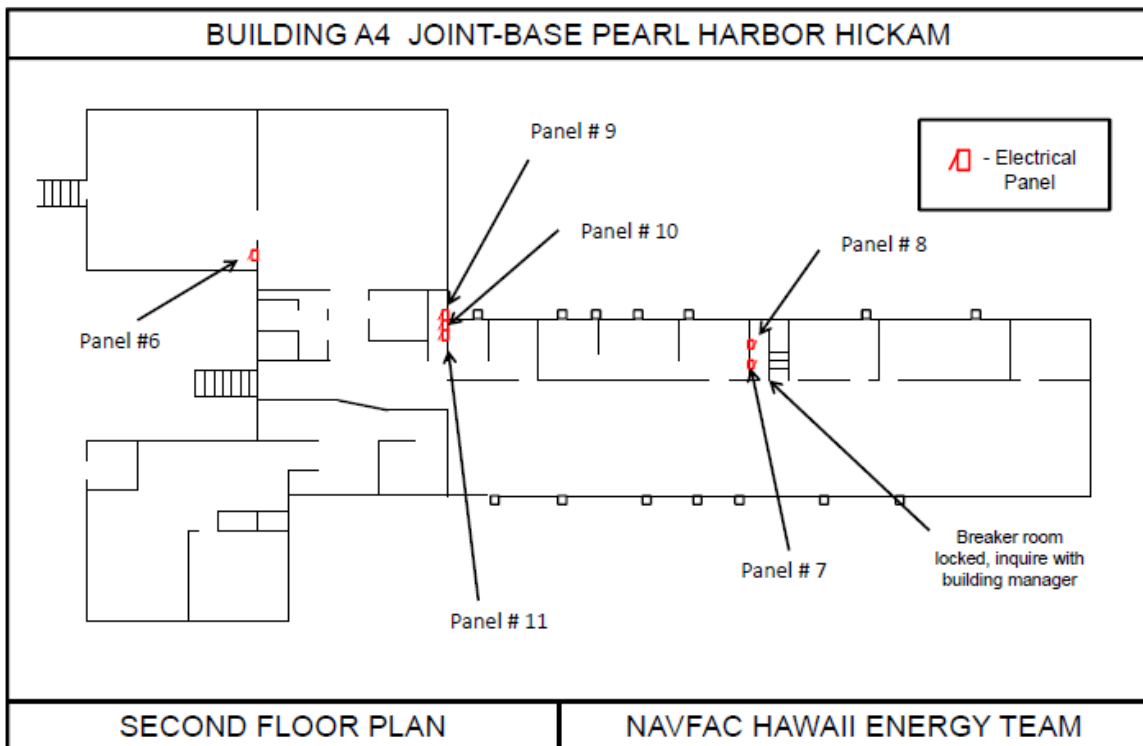 BUILDING A4  JOINT-BASE PEARL HARBOR HICKAM
Panel # 9
- Electrical
Panel
Panel # 10
Panel # 8
Panel #6
Breaker room
locked, inquire with
building manager
Panel # 7
Panel # 11
SECOND FLOOR PLAN
NAVFAC HAWAII ENERGY TEAM